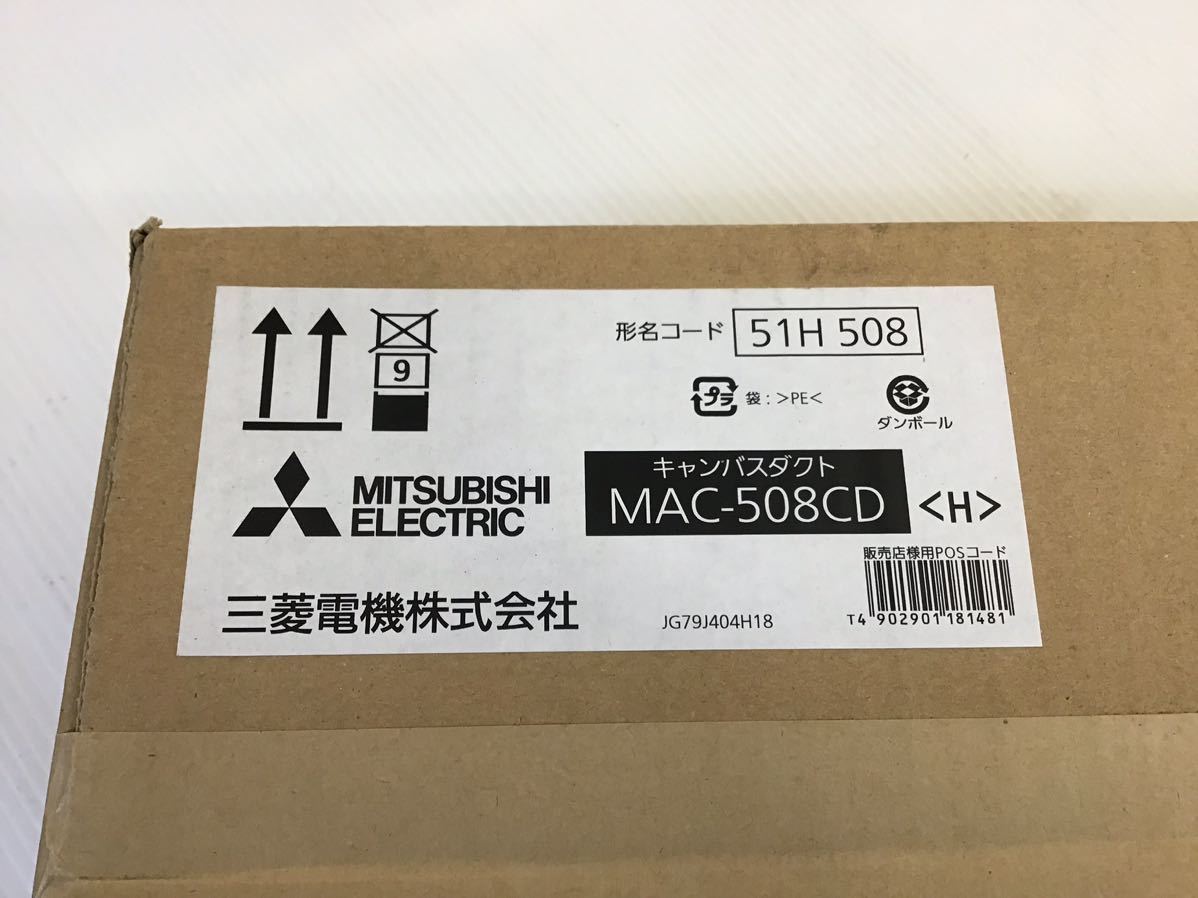 形名コード 51H 508
9
プラ 袋：>PE<
ダンボール
MITSUBISHI
ELECTRIC
キャンバスダクト
MAC-508CD <H>
販売店様用POSコード
T4 902901 181481
三菱電機株式会社
JG79J404H18